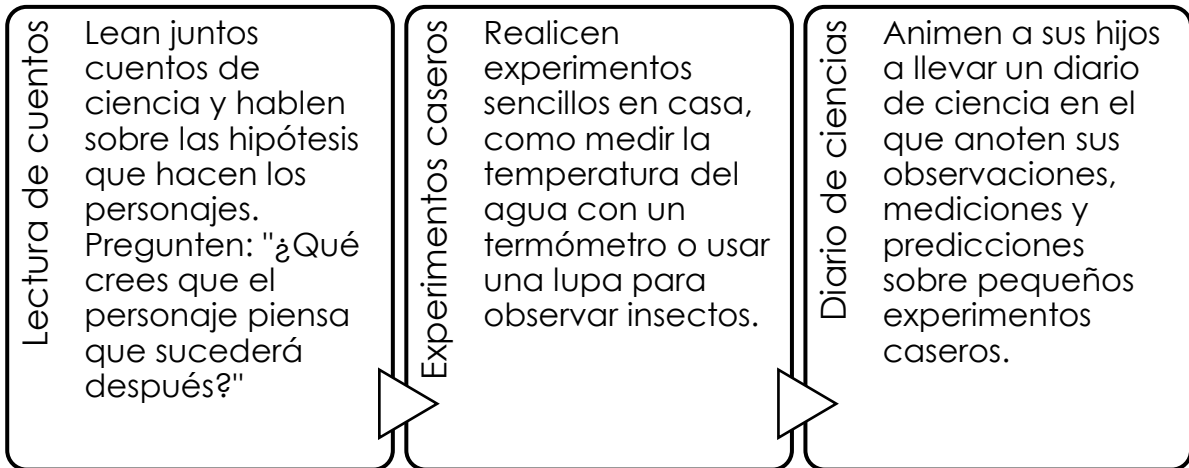 Lectura de cuentos
Lean juntos
cuentos de
ciencia y hablen
sobre las hipótesis
que hacen los
personajes.
Pregunten: "¿Qué
crees que el
personaje piensa
que sucederá
después?"
Experimentos caseros
Realicen
experimentos
sencillos en casa,
como medir la
temperatura del
agua con un
termómetro o usar
una lupa para
observar insectos.
Diario de ciencias
Animen a sus hijos
a llevar un diario
de ciencia en el
que anoten sus
observaciones,
mediciones y
predicciones
sobre pequeños
experimentos
caseros.